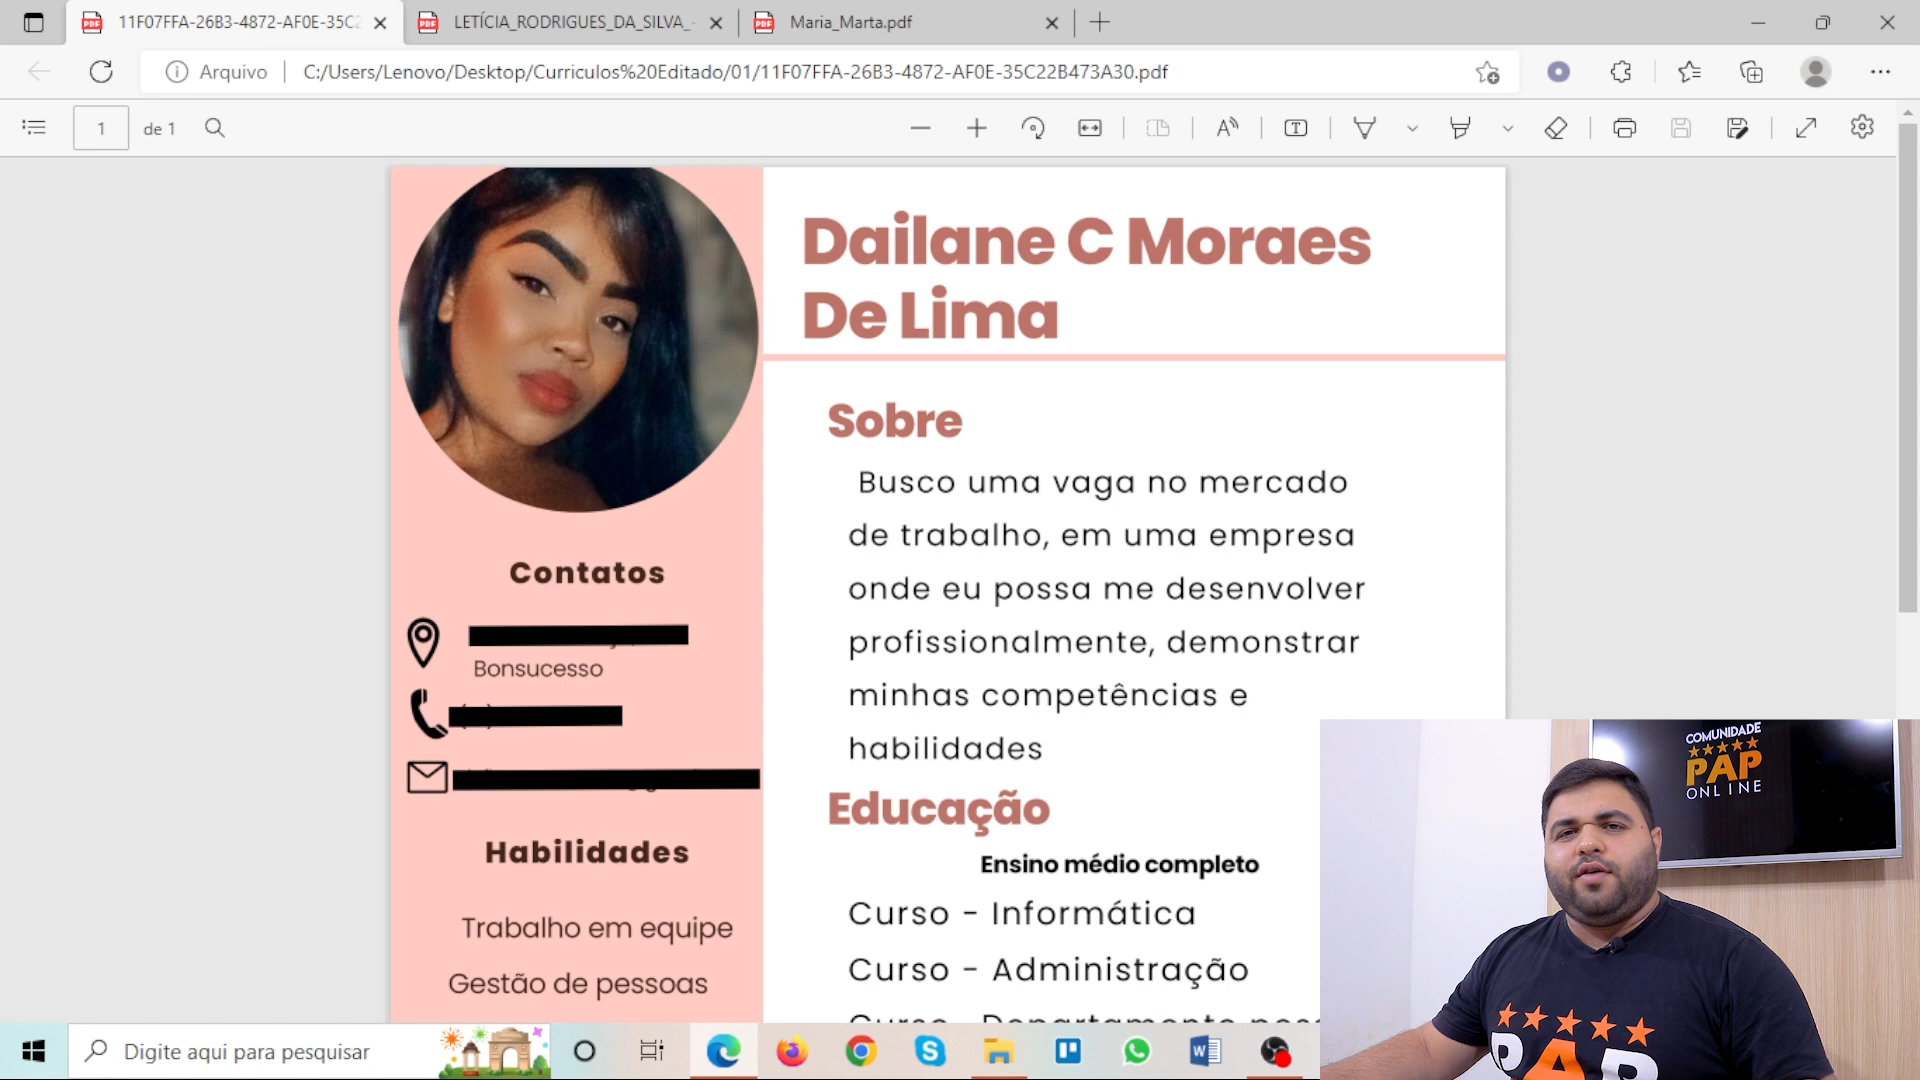 11F07FFA-26B3-4872-AF0E-35C2
LETÍCIA_RODRIGUES_DA_SILVA_-
Maria_Marta.pdf
Arquivo
C:/Users/Lenovo/Desktop/Curriculos%20Editado/01/11F07FFA-26B3-4872-AF0E-35C22B473A30.pdf
1
de 1
Dailane C Moraes
De Lima
Contatos
Bonsucesso
Habilidades
Trabalho em equipe
Gestão de pessoas
Sobre
Busco uma vaga no mercado
de trabalho, em uma empresa
onde eu possa me desenvolver
profissionalmente, demonstrar
minhas competências e
habilidades
Educação
Ensino médio completo
Curso - Informática
Curso - Administração
Curso - Departamento
COMUNIDADE
PAP
ONLINE
PAP
Digite aqui para pesquisar